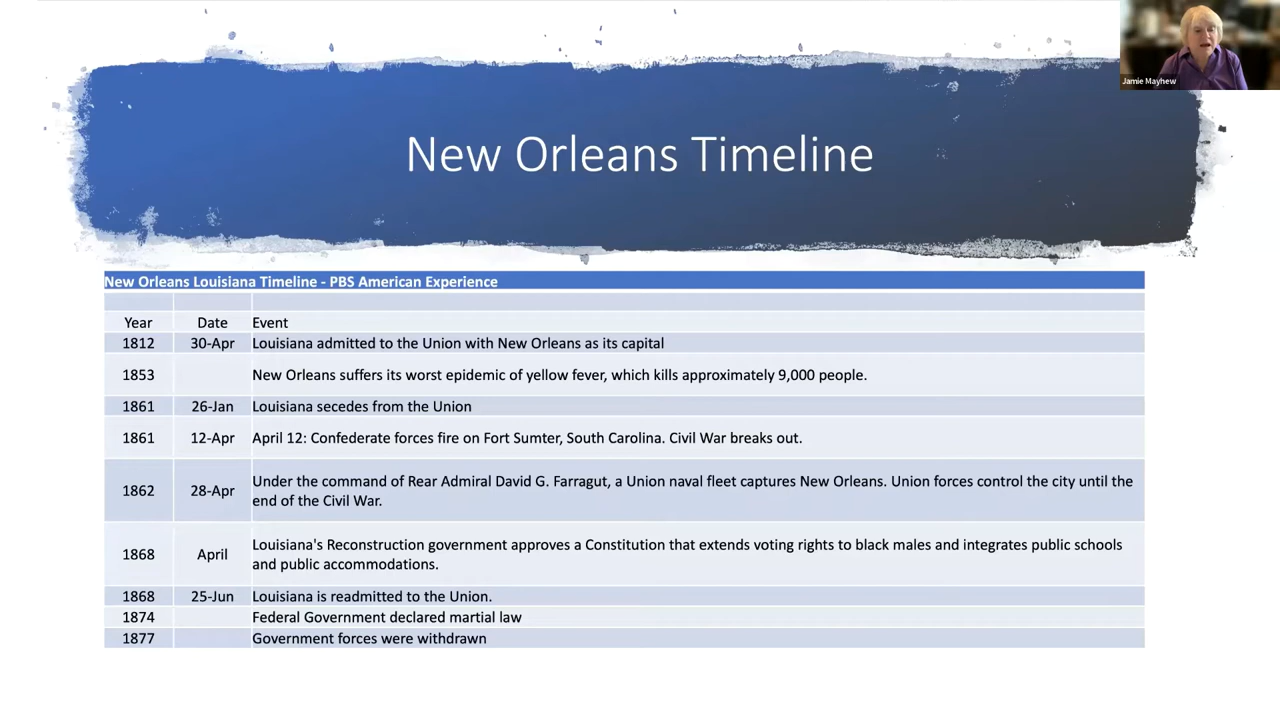 Jamie Mayhew
New Orleans Timeline
New Orleans Louisiana Timeline - PBS American Experience
Year Date Event
1812 30-Apr Louisiana admitted to the Union with New Orleans as its capital
1853 New Orleans suffers its worst epidemic of yellow fever, which kills approximately 9,000 people.
1861 26-Jan Louisiana secedes from the Union
1861 12-Apr April 12: Confederate forces fire on Fort Sumter, South Carolina. Civil War breaks out.
1862 28-Apr Under the command of Rear Admiral David G. Farragut, a Union naval fleet captures New Orleans. Union forces control the city until the
end of the Civil War.
1868 April Louisiana's Reconstruction government approves a Constitution that extends voting rights to black males and integrates public schools
and public accommodations.
1868 25-Jun Louisiana is readmitted to the Union.
1874 Federal Government declared martial law
1877 Government forces were withdrawn